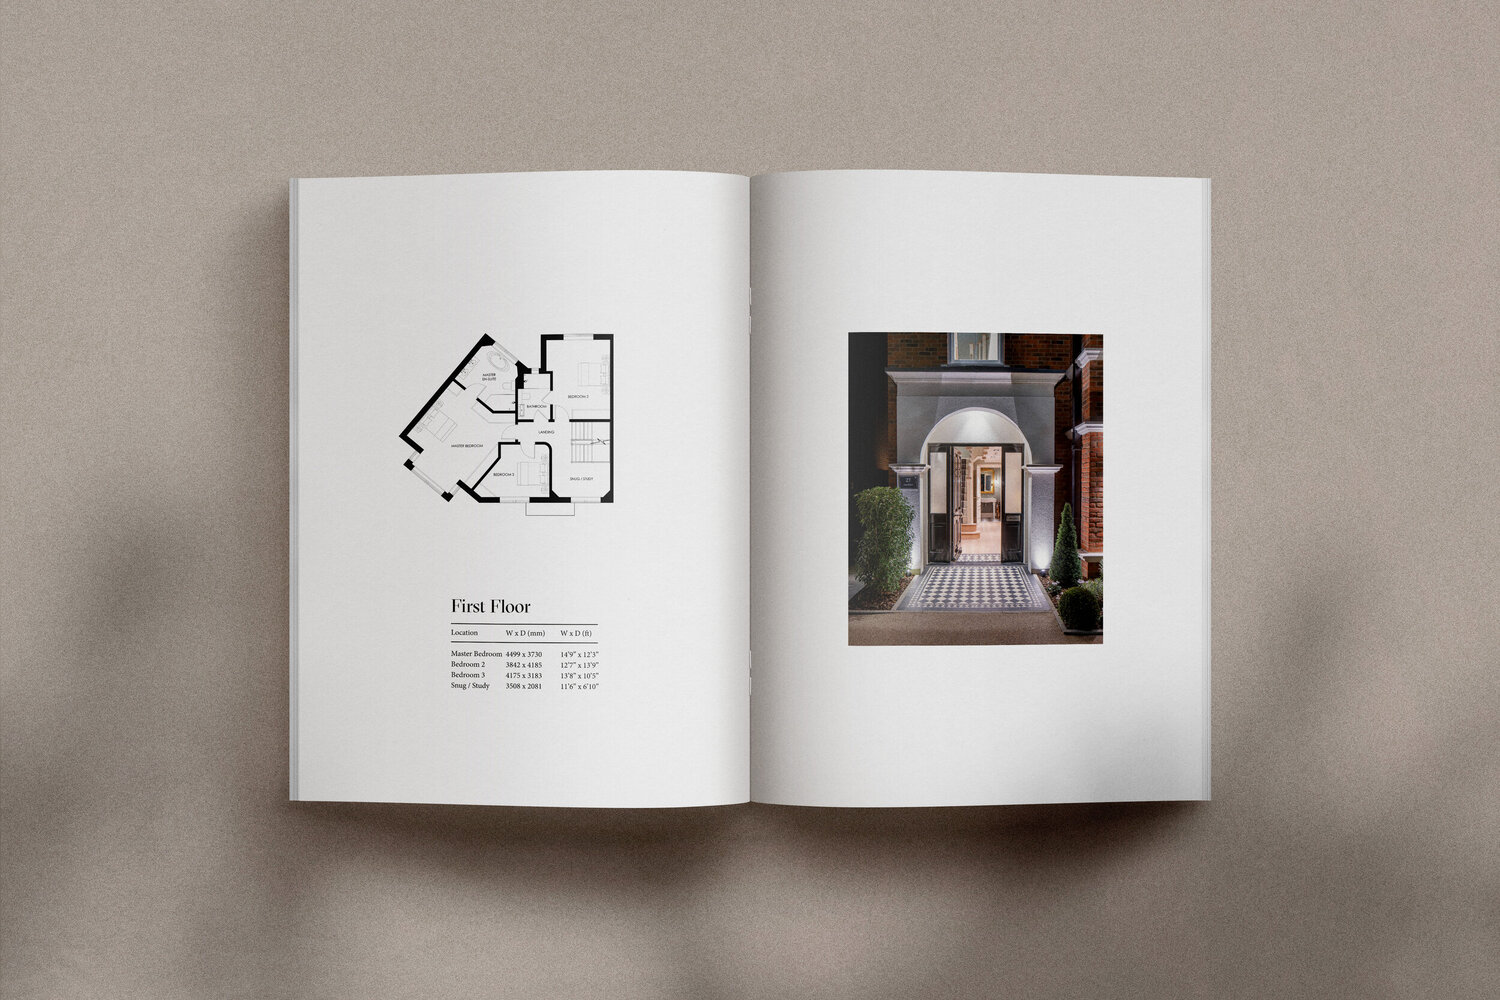 MASTER
EN-SUITE
BEDROOM 2
BATHROOM
LANDING
MASTER BEDROOM
BEDROOM 3
SNUG / STUDY
First Floor
Location W x D (mm) W x D (ft)
Master Bedroom 4499 x 3730 14'9" x 12'3"
Bedroom 2 3842 x 4185 12'7" x 13'9"
Bedroom 3 4175 x 3183 13'8" x 10'5"
Snug / Study 3508 x 2081 11'6" x 6'10"
27